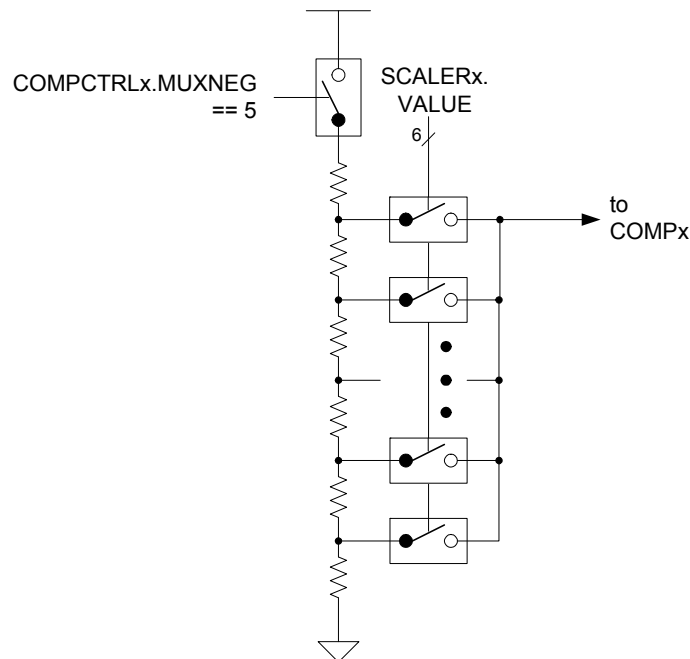 COMPCTRLx.MUXNEG
== 5
SCALERx.
VALUE
6
to
COMPx